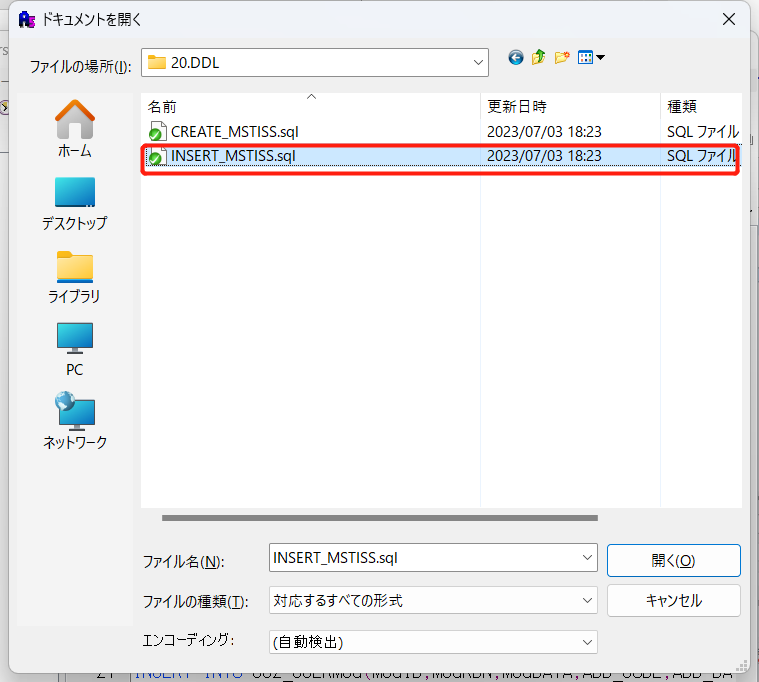 ドキュメントを開く
ファイルの場所(I):
20.DDL
ホーム
デスクトップ
ライブラリ
PC
ネットワーク
名前 更新日時 種類
CREATE_MSTISS.sql 2023/07/03 18:23 SQL ファイル
INSERT_MSTISS.sql 2023/07/03 18:23 SQL ファイル
ファイル名(N): INSERT_MSTISS.sql 開く(O)
ファイルの種類(T): 対応するすべての形式 キャンセル
エンコーディング: (自動検出)
INSERT INTO